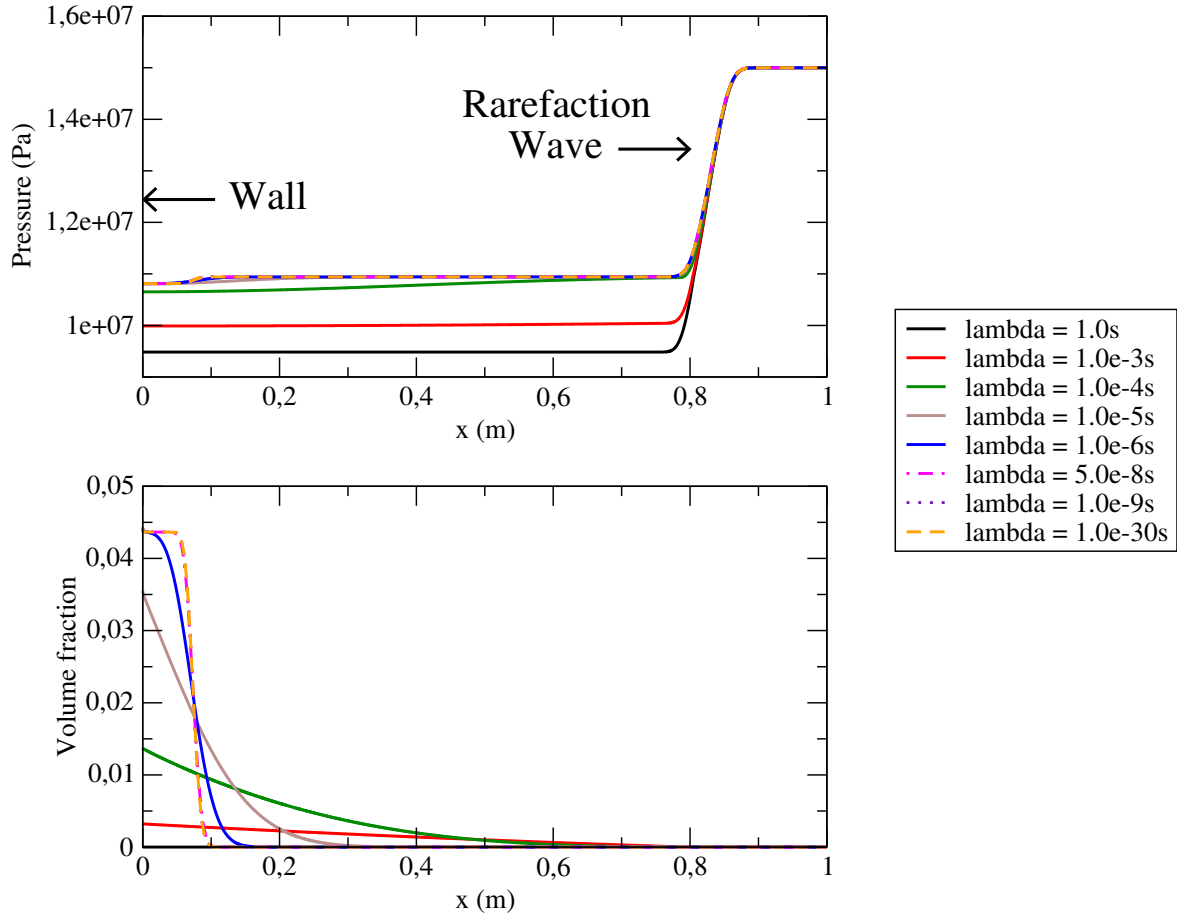 1,6e+07
1,4e+07
1,2e+07
1e+07
Pressure (Pa)
Rarefaction
Wave
Wall
0 0,2 0,4 0,6 0,8 1
x (m)
0,05
0,04
0,03
0,02
0,01
0
Volume fraction
0 0,2 0,4 0,6 0,8 1
x (m)
lambda = 1.0s
lambda = 1.0e-3s
lambda = 1.0e-4s
lambda = 1.0e-5s
lambda = 1.0e-6s
lambda = 5.0e-8s
lambda = 1.0e-9s
lambda = 1.0e-30s